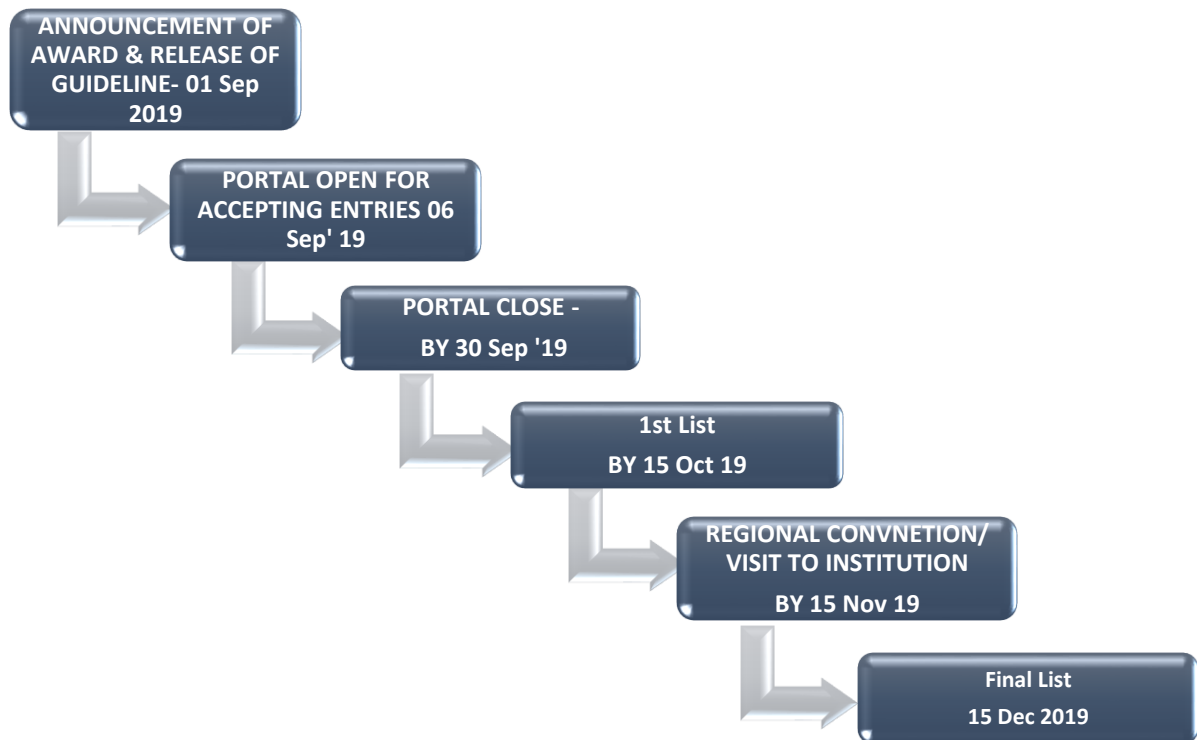 ANNOUNCEMENT OF
AWARD & RELEASE OF
GUIDELINE- 01 Sep
2019
PORTAL OPEN FOR
ACCEPTING ENTRIES 06
Sep' 19
PORTAL CLOSE -
BY 30 Sep '19
1st List
BY 15 Oct 19
REGIONAL CONVNETION/
VISIT TO INSTITUTION
BY 15 Nov 19
Final List
15 Dec 2019